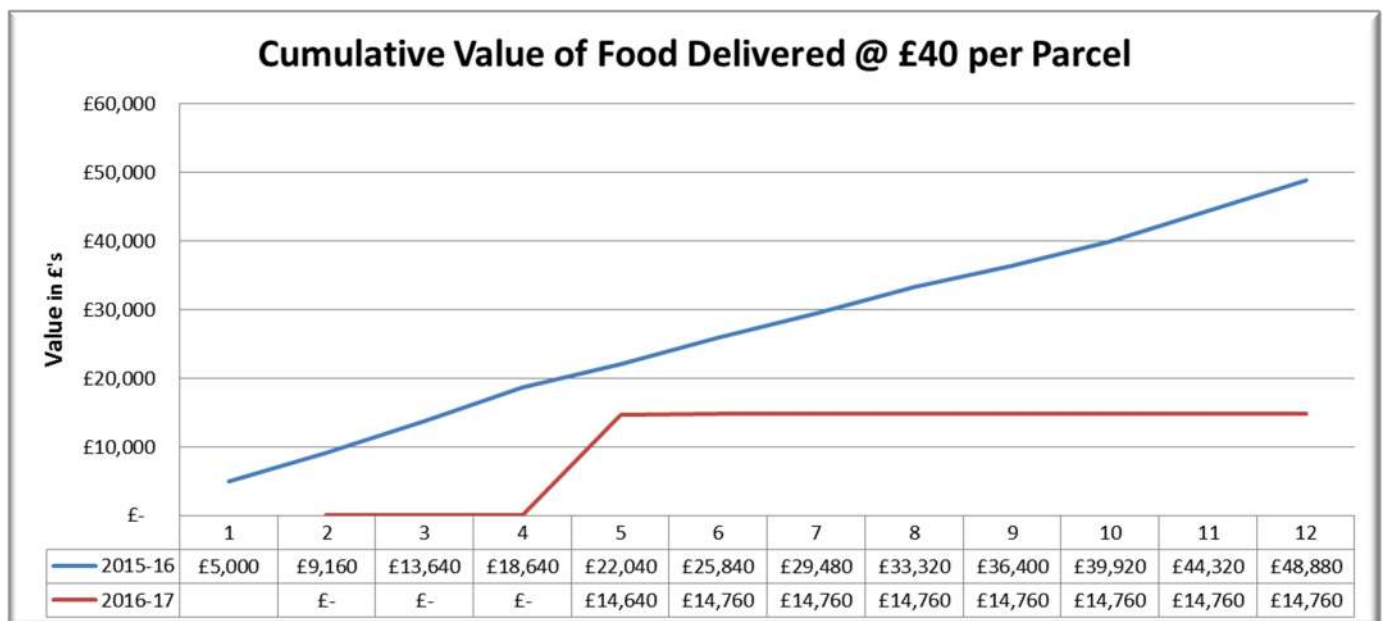 Cumulative Value of Food Delivered @ £40 per Parcel
£60,000
£50,000
£40,000
£30,000
£20,000
£10,000
£-
Value in £'s
1 2 3 4 5 6 7 8 9 10 11 12
2015-16 £5,000 £9,160 £13,640 £18,640 £22,040 £25,840 £29,480 £33,320 £36,400 £39,920 £44,320 £48,880
2016-17 £- £- £- £14,640 £14,760 £14,760 £14,760 £14,760 £14,760 £14,760 £14,760